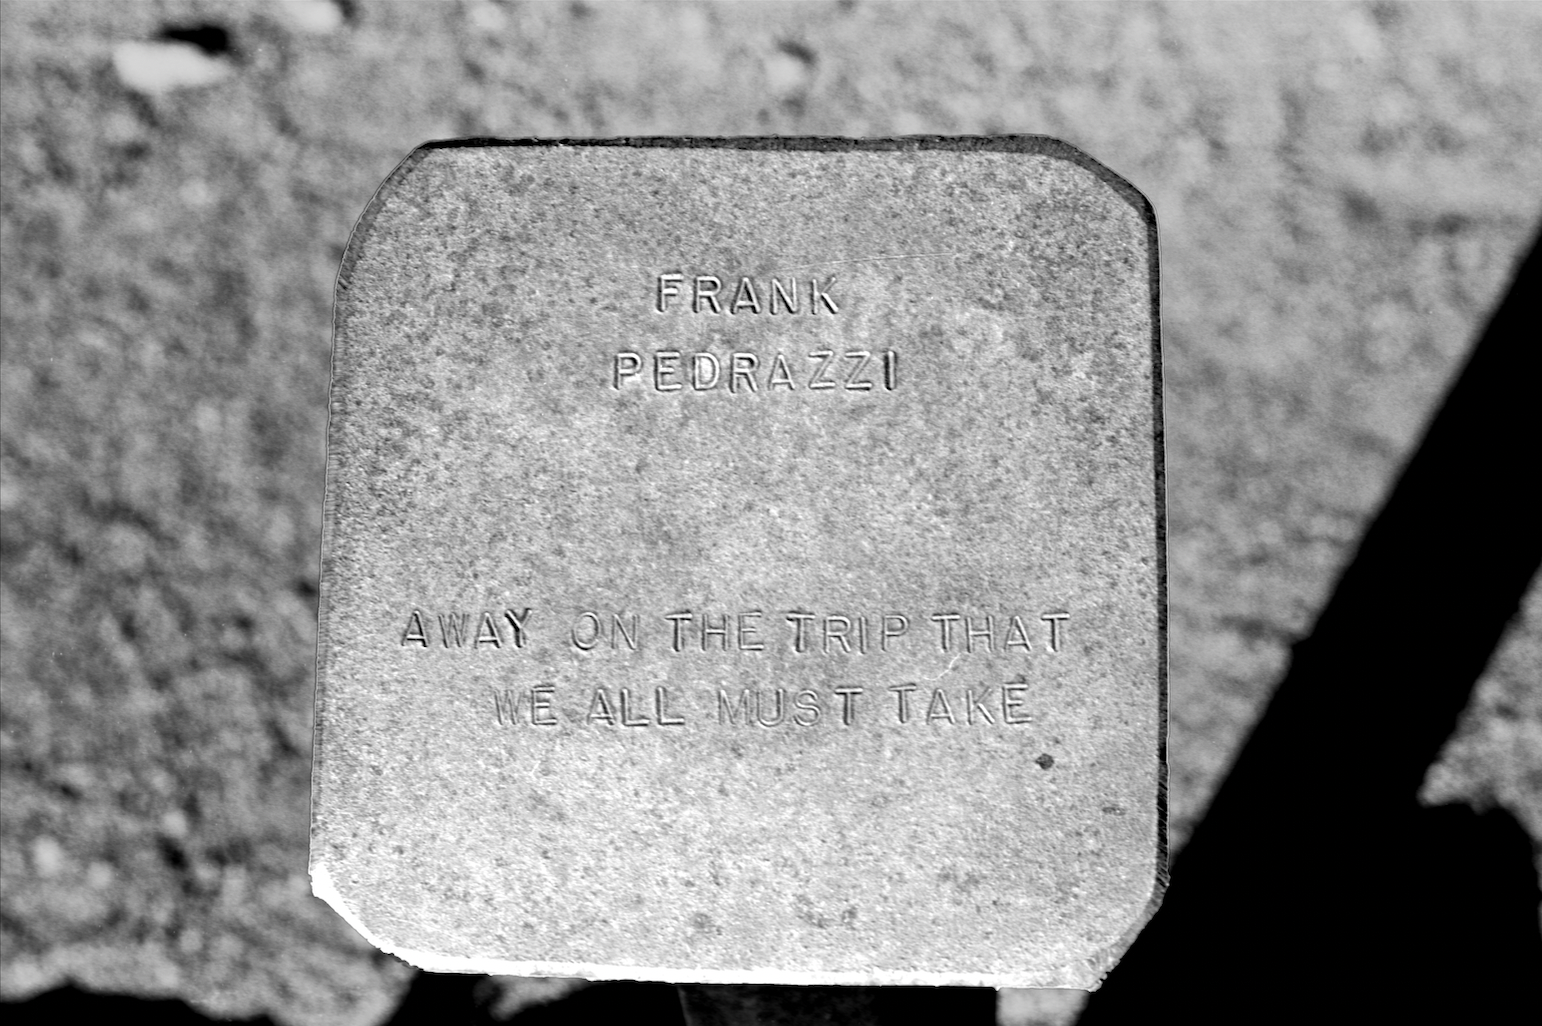 FRANK
PEDRAZZI
AWAY ON THE TRIP THAT
WE ALL MUST TAKE